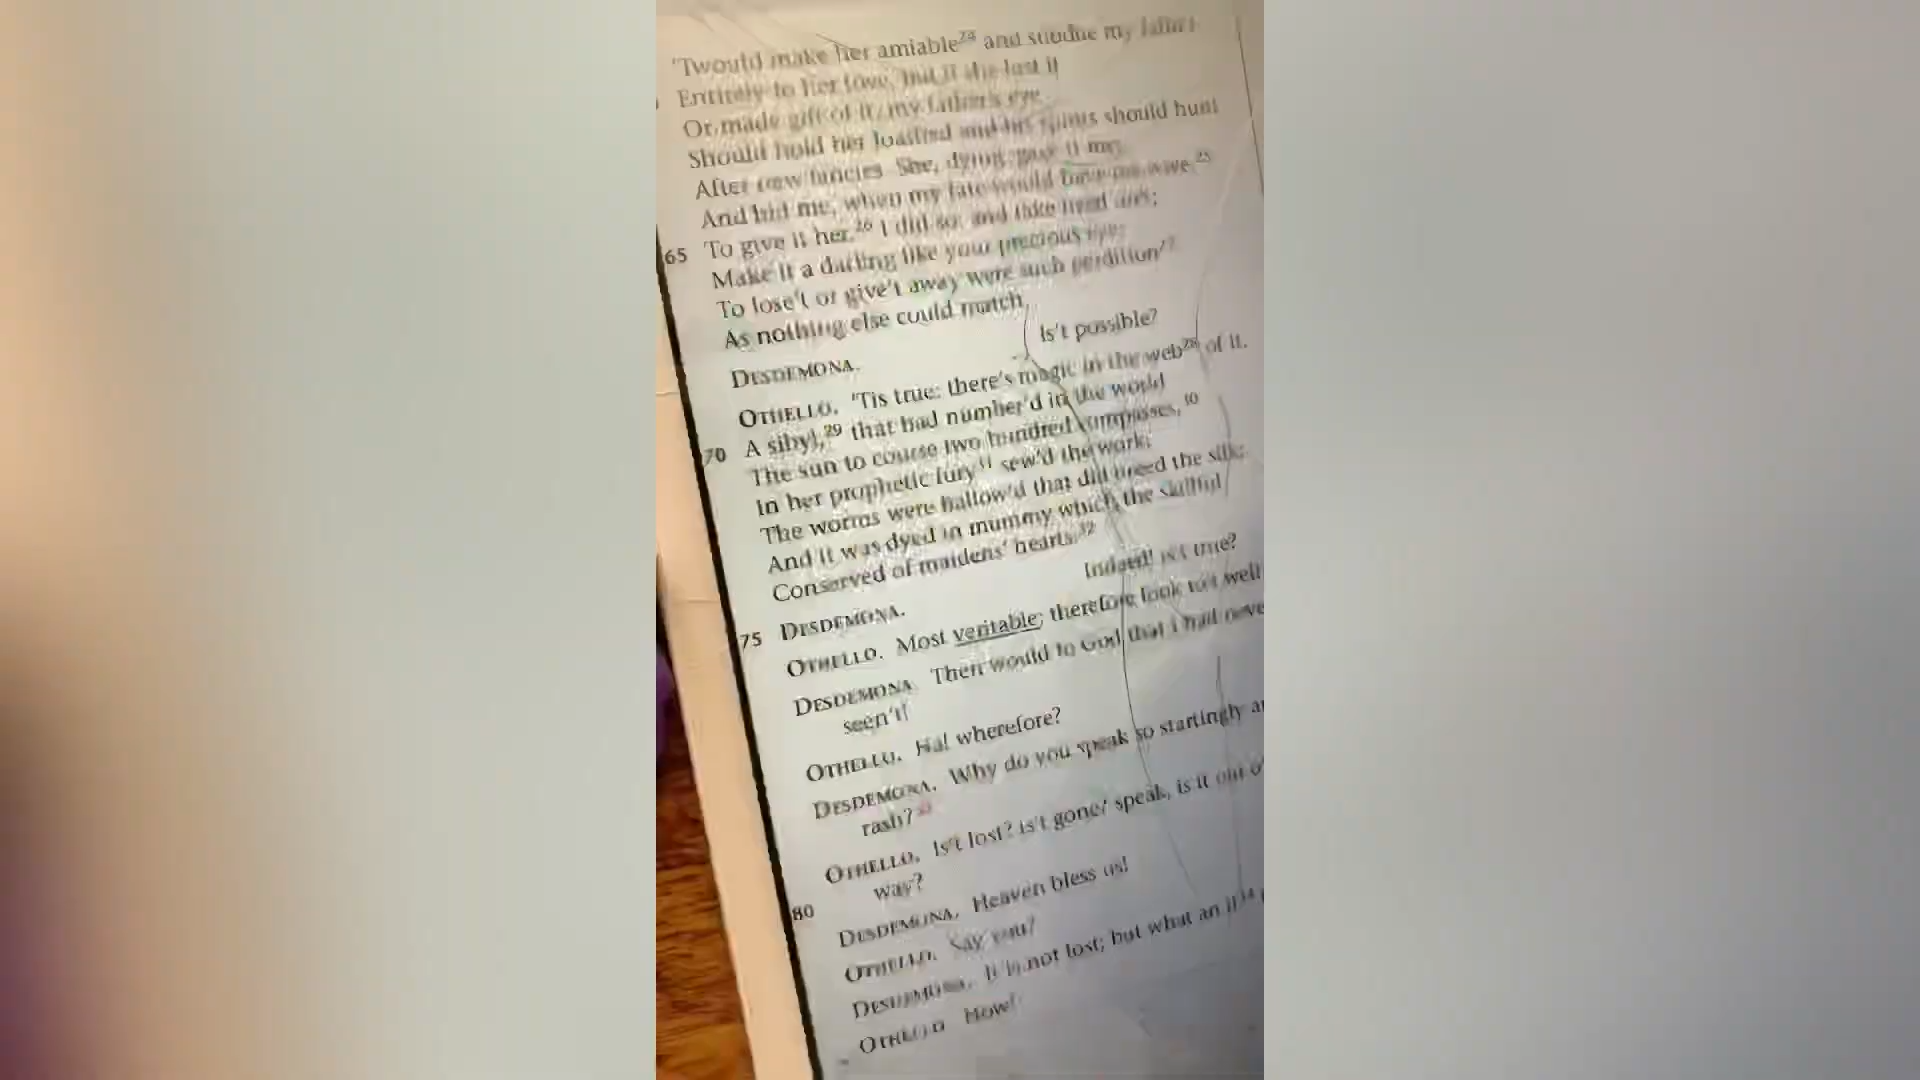 'Twould make her amiable24 and subdue my father
Entirely to her love, but if she lost it
Or made gift of it, my father's eye
Should hold her loathed and his spirits should hunt
After new fancies. She, dying, gave it me;
And bid me, when my fate would have me wive,25
65 To give it her.26 I did so: and take heed on't;
Make it a darling like your precious eye;
To lose't or give't away were such perdition27
As nothing else could match.
DESDEMONA. Is't possible?
OTHELLO. 'Tis true: there's magic in the web28 of it.
70 A sibyl,29 that had number'd in the world
The sun to course two hundred compasses,30
In her prophetic fury31 sew'd the work;
The worms were hallow'd that did breed the silk;
And it was dyed in mummy which the skillful
Conserved of maidens' hearts.32
75 DESDEMONA. Indeed! is't true?
OTHELLO. Most veritable; therefore look to't well
DESDEMONA. Then would to God that I had neve
seen't!
OTHELLO. Ha! wherefore?
DESDEMONA. Why do you speak so startingly a
rash?33
OTHELLO. Is't lost? is't gone? speak, is it out o'
way?
80 DESDEMONA. Heaven bless us!
OTHELLO. Say you?
DESDEMONA. It is not lost; but what an if34
OTHELLO. How!